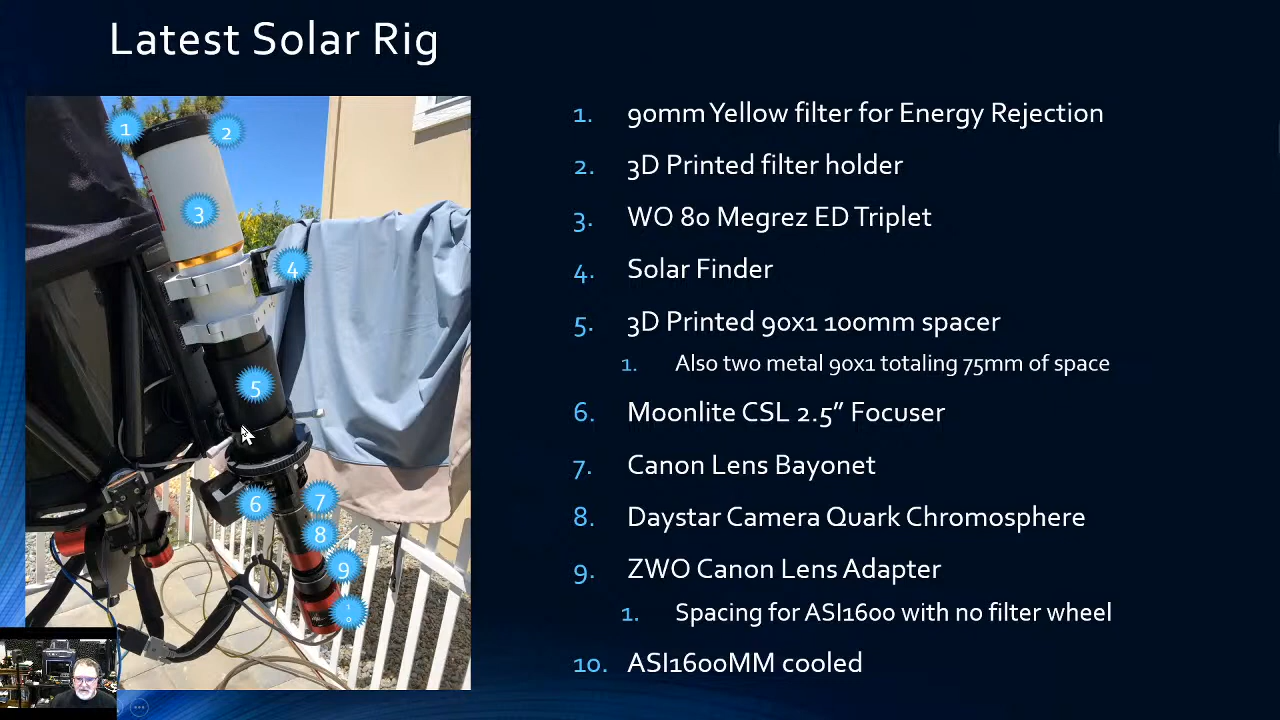 Latest Solar Rig
1
2
3
4
5
6
7
8
9
10
1. 90mm Yellow filter for Energy Rejection
2. 3D Printed filter holder
3. WO 80 Megrez ED Triplet
4. Solar Finder
5. 3D Printed 90x1 100mm spacer
1. Also two metal 90x1 totaling 75mm of space
6. Moonlite CSL 2.5” Focuser
7. Canon Lens Bayonet
8. Daystar Camera Quark Chromosphere
9. ZWO Canon Lens Adapter
1. Spacing for ASI1600 with no filter wheel
10. ASI1600MM cooled